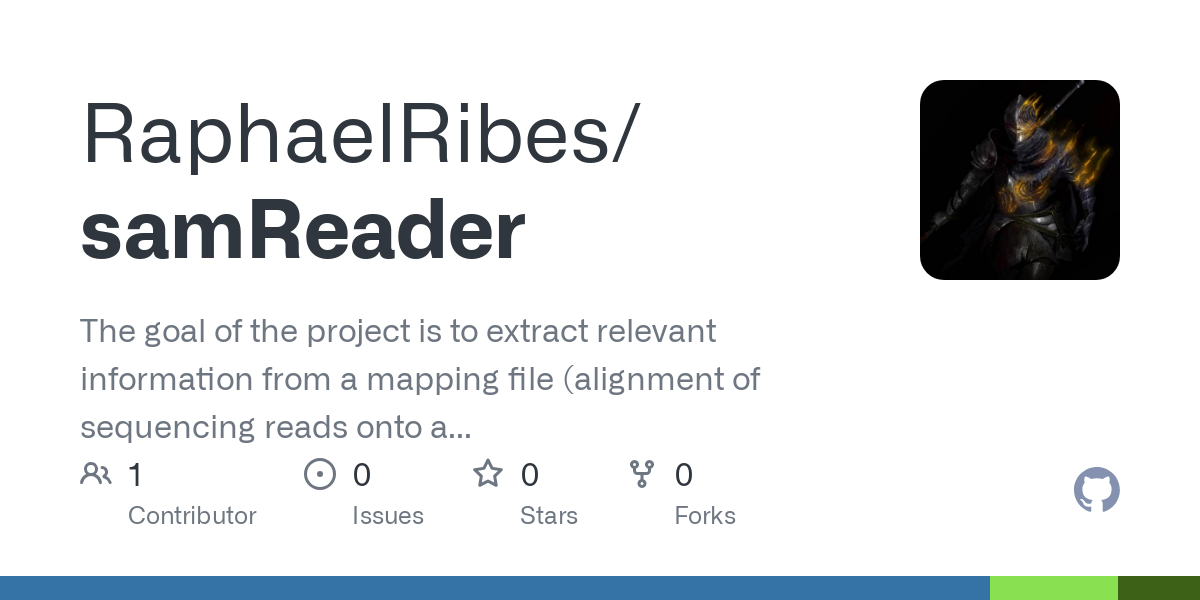 RaphaelRibes/
samReader
The goal of the project is to extract relevant
information from a mapping file (alignment of
sequencing reads onto a...
1 0 0 0
Contributor Issues Stars Forks